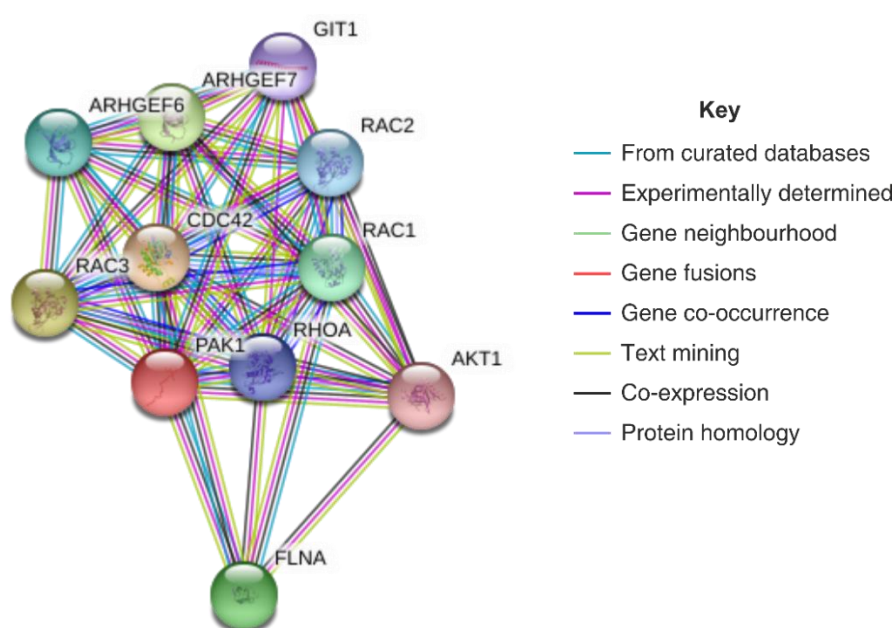 GIT1
ARHGEF7
ARHGEF6
RAC2
CDC42
RAC1
RAC3
RHOA
PAK1
AKT1
FLNA
Key
From curated databases
Experimentally determined
Gene neighbourhood
Gene fusions
Gene co-occurrence
Text mining
Co-expression
Protein homology